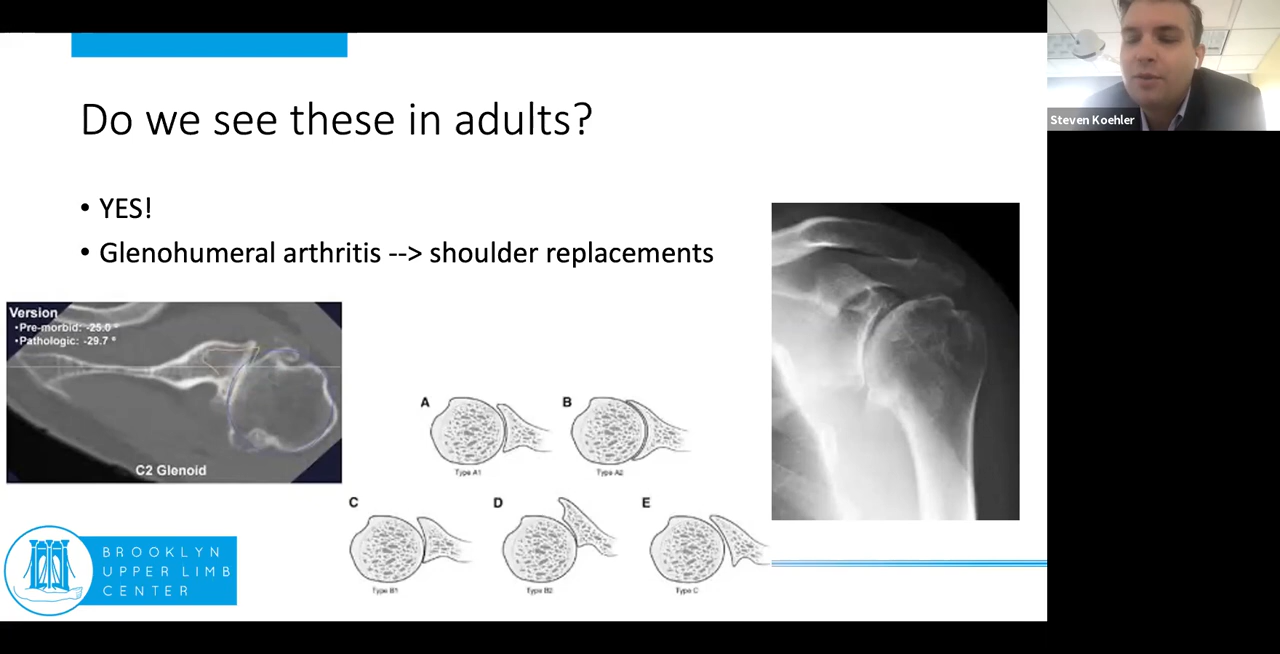 Do we see these in adults?
• YES!
• Glenohumeral arthritis --> shoulder replacements
Version
•Pre-morbid: -25.0 °
•Pathologic: -29.7 °
C2 Glenoid
A
B
Type A1
Type A2
C
D
E
Type B1
Type B2
Type C
BROOKLYN
UPPER LIMB
CENTER
Steven Koehler